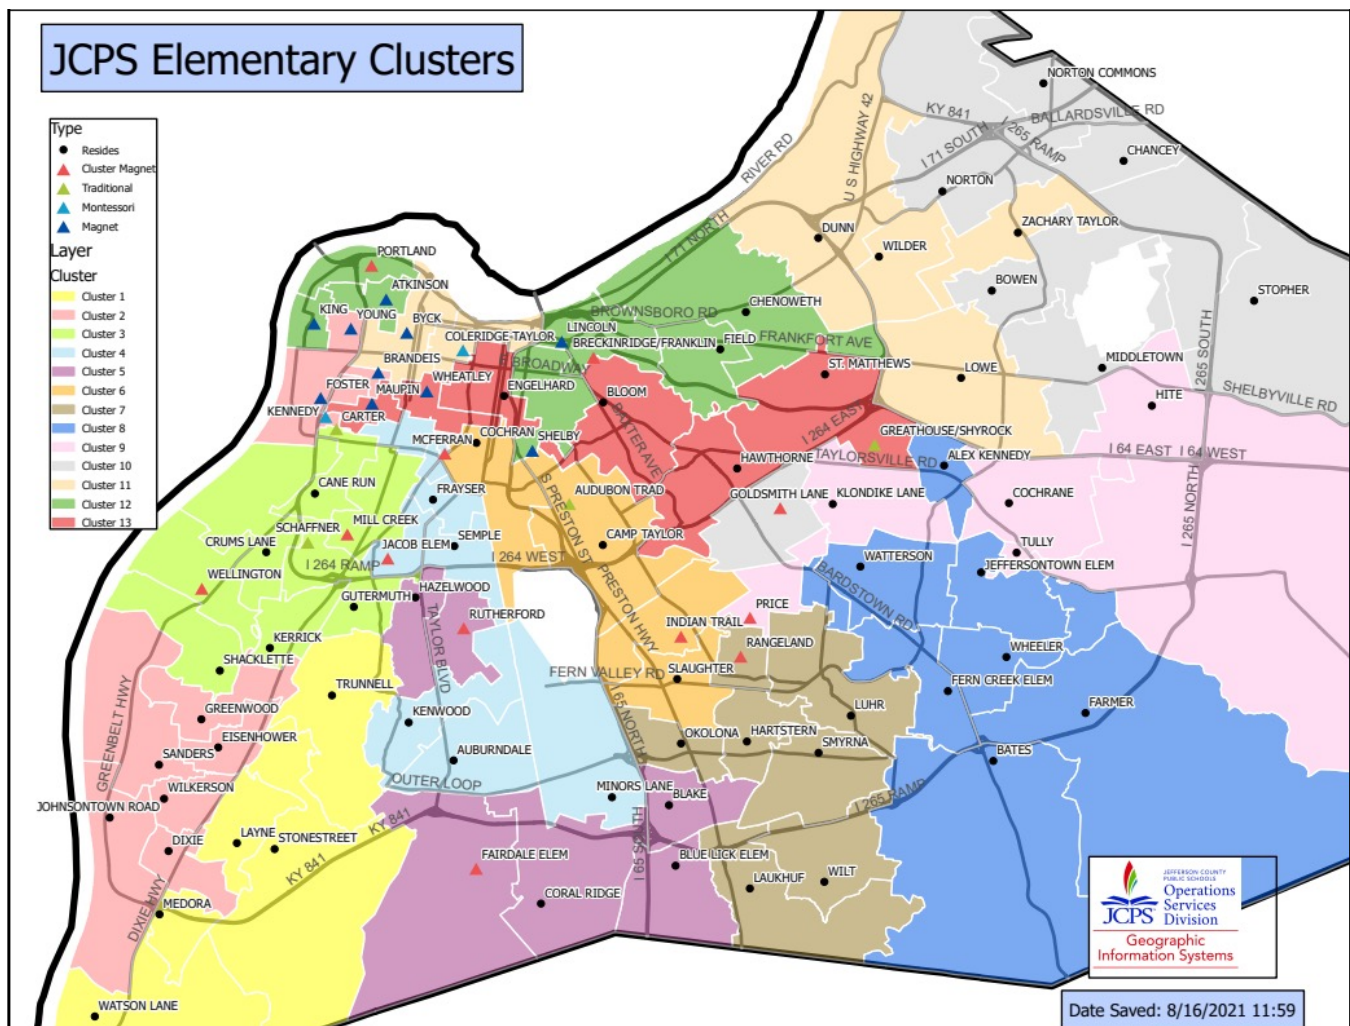 JCPS Elementary Clusters
Type
Resides
Cluster Magnet
Traditional
Montessori
Magnet
Layer
Cluster
Cluster 1
Cluster 2
Cluster 3
Cluster 4
Cluster 5
Cluster 6
Cluster 7
Cluster 8
Cluster 9
Cluster 10
Cluster 11
Cluster 12
Cluster 13
NORTON COMMONS
KY 841
BALLARDSVILLE RD
I 265 RAMP
I 71 SOUTH
U S HIGHWAY 42
RIVER RD
CHANCEY
NORTON
ZACHARY TAYLOR
DUNN
WILDER
I 71 NORTH
PORTLAND
ATKINSON
BOWEN
STOPHER
KING
YOUNG
BYCK
BROWNSBORO RD
CHENOWETH
COLERIDGE-TAYLOR
LINCOLN
BRECKINRIDGE/FRANKLIN
FIELD
FRANKFORT AVE
BRANDEIS
E BROADWAY
MIDDLETOWN
I 265 SOUTH
FOSTER
MAUPIN
WHEATLEY
ENGELHARD
BLOOM
ST. MATTHEWS
LOWE
SHELBYVILLE RD
HITE
KENNEDY
CARTER
BAXTER AVE
I 264 EAST
MCFERRAN
COCHRAN
SHELBY
GREATHOUSE/SHYROCK
TAYLORSVILLE RD
ALEX KENNEDY
I 64 EAST
I 64 WEST
HAWTHORNE
CANE RUN
FRAYSER
S PRESTON ST
AUDUBON TRAD
GOLDSMITH LANE
KLONDIKE LANE
COCHRANE
I 265 NORTH
SCHAFFNER
MILL CREEK
CRUMS LANE
JACOB ELEM
SEMPLE
CAMP TAYLOR
I 264 WEST
I 264 RAMP
WATTERSON
TULLY
JEFFERSONTOWN ELEM
BARDSTOWN RD
WELLINGTON
HAZELWOOD
GUTERMUTH
RUTHERFORD
TAYLOR BLVD
PRESTON HWY
PRICE
INDIAN TRAIL
RANGELAND
KERRICK
SHACKLETTE
WHEELER
FERN VALLEY RD
SLAUGHTER
TRUNNELL
FERN CREEK ELEM
GREENBELT HWY
GREENWOOD
KENWOOD
I 65 NORTH
LUHR
FARMER
EISENHOWER
SANDERS
AUBURNDALE
OKOLONA
HARTSTERN
SMYRNA
BATES
OUTER LOOP
WILKERSON
MINORS LANE
BLAKE
I 265 RAMP
JOHNSONTOWN ROAD
KY 841
I 65 SOUTH
DIXIE
LAYNE
STONESTREET
KY 841
FAIRDALE ELEM
BLUE LICK ELEM
LAUKHUF
WILT
CORAL RIDGE
MEDORA
DIXIE HWY
WATSON LANE
JEFFERSON COUNTY
PUBLIC SCHOOLS
JCPS
Operations
Services
Division
Geographic
Information Systems
Date Saved: 8/16/2021 11:59